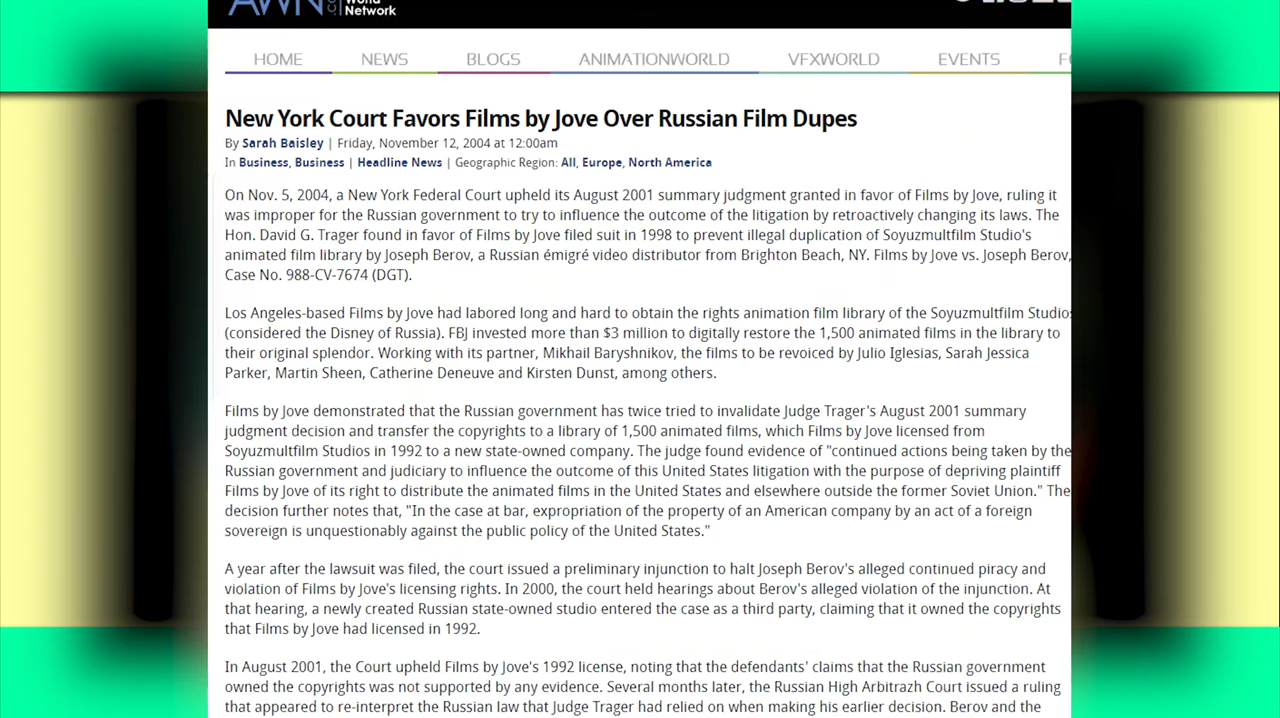 AWN.co
World
Network
HOME NEWS BLOGS ANIMATIONWORLD VFXWORLD EVENTS
New York Court Favors Films by Jove Over Russian Film Dupes
By Sarah Baisley | Friday, November 12, 2004 at 12:00am
In Business, Business | Headline News | Geographic Region: All, Europe, North America
On Nov. 5, 2004, a New York Federal Court upheld its August 2001 summary judgment granted in favor of Films by Jove, ruling it
was improper for the Russian government to try to influence the outcome of the litigation by retroactively changing its laws. The
Hon. David G. Trager found in favor of Films by Jove filed suit in 1998 to prevent illegal duplication of Soyuzmultfilm Studio's
animated film library by Joseph Berov, a Russian émigré video distributor from Brighton Beach, NY. Films by Jove vs. Joseph Berov,
Case No. 988-CV-7674 (DGT).
Los Angeles-based Films by Jove had labored long and hard to obtain the rights animation film library of the Soyuzmultfilm Studios
(considered the Disney of Russia). FBJ invested more than $3 million to digitally restore the 1,500 animated films in the library to
their original splendor. Working with its partner, Mikhail Baryshnikov, the films to be revoiced by Julio Iglesias, Sarah Jessica
Parker, Martin Sheen, Catherine Deneuve and Kirsten Dunst, among others.
Films by Jove demonstrated that the Russian government has twice tried to invalidate Judge Trager's August 2001 summary
judgment decision and transfer the copyrights to a library of 1,500 animated films, which Films by Jove licensed from
Soyuzmultfilm Studios in 1992 to a new state-owned company. The judge found evidence of "continued actions being taken by the
Russian government and judiciary to influence the outcome of this United States litigation with the purpose of depriving plaintiff
Films by Jove of its right to distribute the animated films in the United States and elsewhere outside the former Soviet Union." The
decision further notes that, "In the case at bar, expropriation of the property of an American company by an act of a foreign
sovereign is unquestionably against the public policy of the United States."
A year after the lawsuit was filed, the court issued a preliminary injunction to halt Joseph Berov's alleged continued piracy and
violation of Films by Jove's licensing rights. In 2000, the court held hearings about Berov's alleged violation of the injunction. At
that hearing, a newly created Russian state-owned studio entered the case as a third party, claiming that it owned the copyrights
that Films by Jove had licensed in 1992.
In August 2001, the Court upheld Films by Jove's 1992 license, noting that the defendants' claims that the Russian government
owned the copyrights was not supported by any evidence. Several months later, the Russian High Arbitrazh Court issued a ruling
that appeared to re-interpret the Russian law that Judge Trager had relied on when making his earlier decision. Berov and the